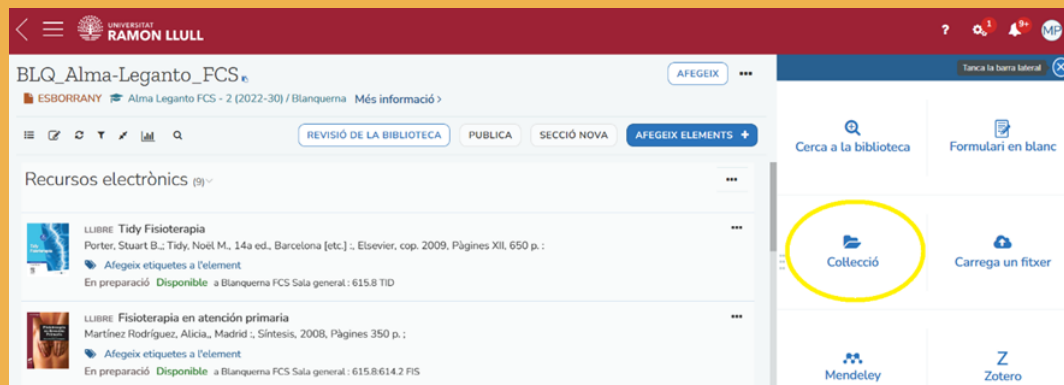 UNIVERSITAT
RAMON LLULL
? 1 9+ MP
BLQ_Alma-Leganto_FCS
AFEGEIX
Tanca la barra lateral
ESBORRANY Alma Leganto FCS - 2 (2022-30) / Blanquerna Més informació >
REVISIÓ DE LA BIBLIOTECA PUBLICA SECCIÓ NOVA AFEGEIX ELEMENTS +
Cerca a la biblioteca
Formulari en blanc
Recursos electrònics (9)
LLIBRE Tidy Fisioterapia
Porter, Stuart B.,; Tidy, Noël M., 14a ed., Barcelona [etc.] :, Elsevier, cop. 2009, Pàgines XII, 650 p. :
Afegeix etiquetes a l'element
En preparació Disponible a Blanquerna FCS Sala general : 615.8 TID
Col·lecció
Carrega un fitxer
LLIBRE Fisioterapia en atención primaria
Martínez Rodríguez, Alicia,, Madrid :, Síntesis, 2008, Pàgines 350 p. ;
Afegeix etiquetes a l'element
En preparació Disponible a Blanquerna FCS Sala general : 615.8:614.2 FIS
Mendeley
Z
Zotero